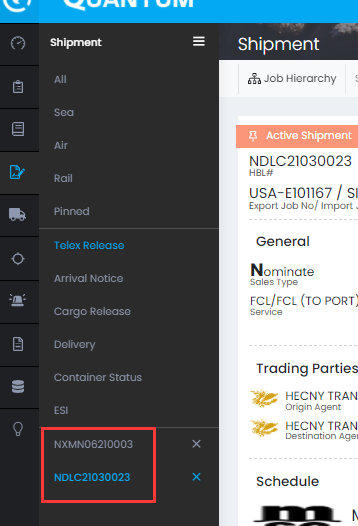 QUANTUM
Shipment
All
Sea
Air
Rail
Pinned
Telex Release
Arrival Notice
Cargo Release
Delivery
Container Status
ESI
NXMN06210003
NDLC21030023
Shipment
Job Hierarchy
Active Shipment
NDLC21030023
HBL#
USA-E101167 /
Export Job No/ Import
General
Nominate
Sales Type
FCL/FCL (TO PORT)
Service
Trading Parties
HECNY TRAN
Origin Agent
HECNY TRAN
Destination Age
Schedule